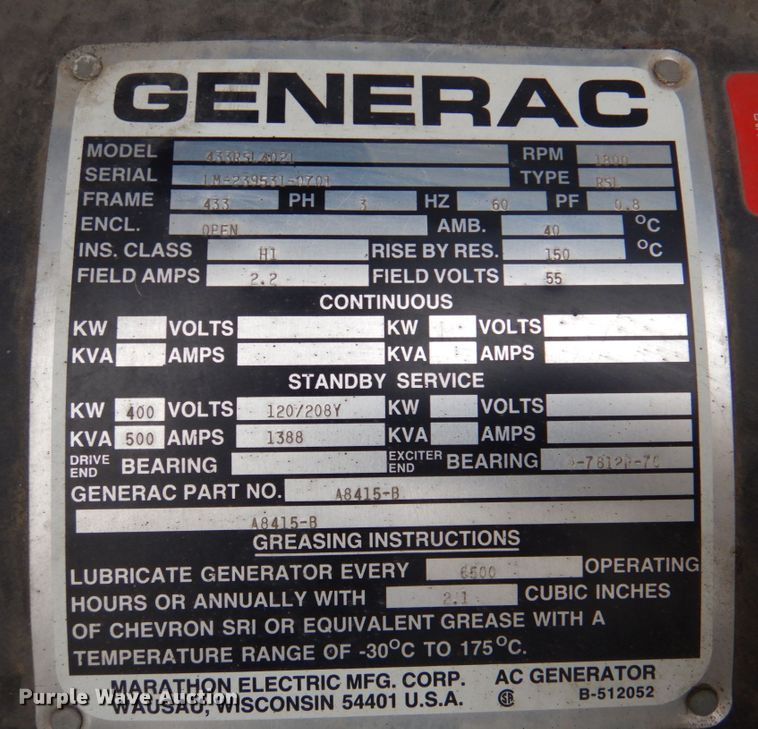 GENERAC
MODEL 433RSL4021 RPM 1800
SERIAL LM-239531-0701 TYPE RSL
FRAME 433 PH 3 HZ 60 PF 0.8
ENCL. OPEN AMB. 40 °C
INS. CLASS H1 RISE BY RES. 150 °C
FIELD AMPS 2.2 FIELD VOLTS 55
CONTINUOUS
KW VOLTS KW VOLTS
KVA AMPS KVA AMPS
STANDBY SERVICE
KW 400 VOLTS 120/208Y KW VOLTS
KVA 500 AMPS 1388 KVA AMPS
DRIVE END BEARING EXCITER END BEARING
GENERAC PART NO. A8415-B
A8415-B
GREASING INSTRUCTIONS
LUBRICATE GENERATOR EVERY 6500 OPERATING
HOURS OR ANNUALLY WITH 2.1 CUBIC INCHES
OF CHEVRON SRI OR EQUIVALENT GREASE WITH A
TEMPERATURE RANGE OF -30°C TO 175°C.
MARATHON ELECTRIC MFG. CORP. AC GENERATOR
WAUSAU, WISCONSIN 54401 U.S.A. B-512052
Purple Wave Auction